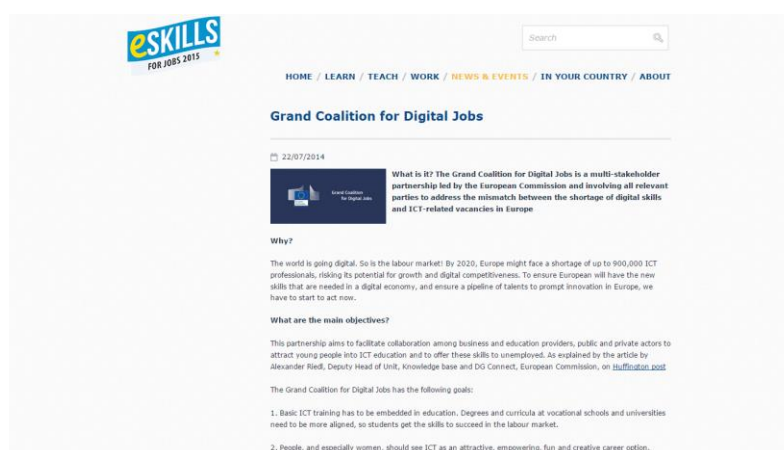 eSKILLS
FOR JOBS 2015
Search
HOME / LEARN / TEACH / WORK / NEWS & EVENTS / IN YOUR COUNTRY / ABOUT
Grand Coalition for Digital Jobs
22/07/2014
Grand Coalition
for Digital Jobs
What is it? The Grand Coalition for Digital Jobs is a multi-stakeholder
partnership led by the European Commission and involving all relevant
parties to address the mismatch between the shortage of digital skills
and ICT-related vacancies in Europe
Why?
The world is going digital. So is the labour market! By 2020, Europe might face a shortage of up to 900,000 ICT
professionals, risking its potential for growth and digital competitiveness. To ensure European will have the new
skills that are needed in a digital economy, and ensure a pipeline of talents to prompt innovation in Europe, we
have to start to act now.
What are the main objectives?
This partnership aims to facilitate collaboration among business and education providers, public and private actors to
attract young people into ICT education and to offer these skills to unemployed. As explained by the article by
Alexander Riedl, Deputy Head of Unit, Knowledge base and DG Connect, European Commission, on Huffington post
The Grand Coalition for Digital Jobs has the following goals:
1. Basic ICT training has to be embedded in education. Degrees and curricula at vocational schools and universities
need to be more aligned, so students get the skills to succeed in the labour market.
2. People, and especially women, should see ICT as an attractive, empowering, fun and creative career option.